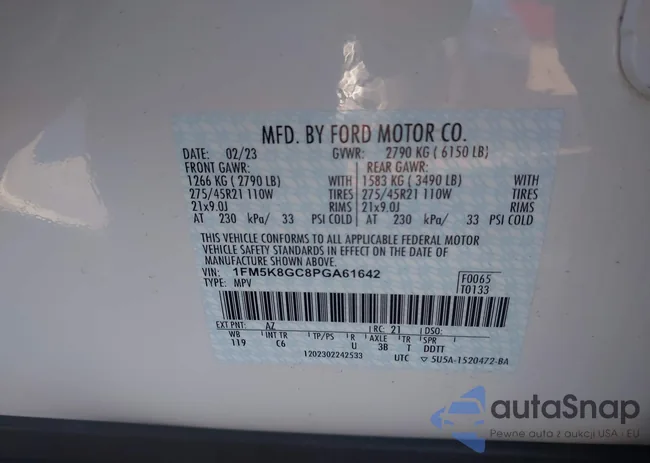 MFD. BY FORD MOTOR CO.
DATE: 02/23 GVWR: 2790 KG ( 6150 LB)
FRONT GAWR: REAR GAWR:
1266 KG ( 2790 LB) WITH 1583 KG ( 3490 LB) WITH
275/45R21 110W TIRES 275/45R21 110W TIRES
21x9.0J RIMS 21x9.0J RIMS
AT 230 kPa/ 33 PSI COLD AT 230 kPa/ 33 PSI COLD
THIS VEHICLE CONFORMS TO ALL APPLICABLE FEDERAL MOTOR
VEHICLE SAFETY STANDARDS IN EFFECT ON THE DATE OF
MANUFACTURE SHOWN ABOVE.
VIN: 1FM5K8GC8PGA61642 F0065
TYPE: MPV T0133
EXT PNT: AZ RC: 21 DSO:
WB INT TR TP/PS R AXLE TR SPR
119 C6 U 3B T DDTT
1202302242533 UTC 5U5A-1520472-BA
autaSnap
Pewne auto z aukcji USA - EU